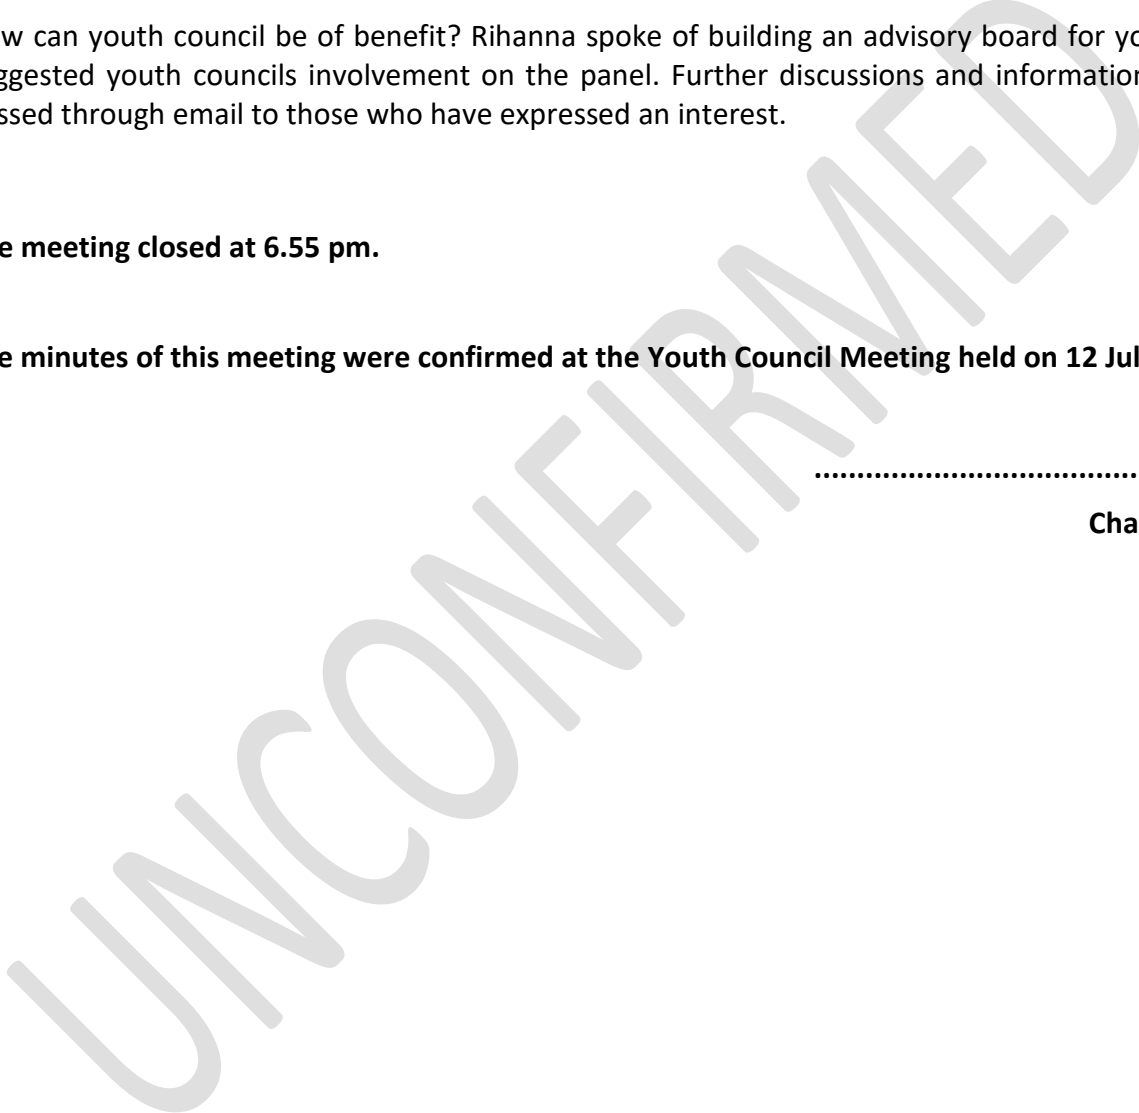 w can youth council be of benefit? Rihanna spoke of building an advisory board for yo
ggested youth councils involvement on the panel. Further discussions and information
ssed through email to those who have expressed an interest.
e meeting closed at 6.55 pm.
e minutes of this meeting were confirmed at the Youth Council Meeting held on 12 Jul
......................................
Cha
UNCONFIRMED